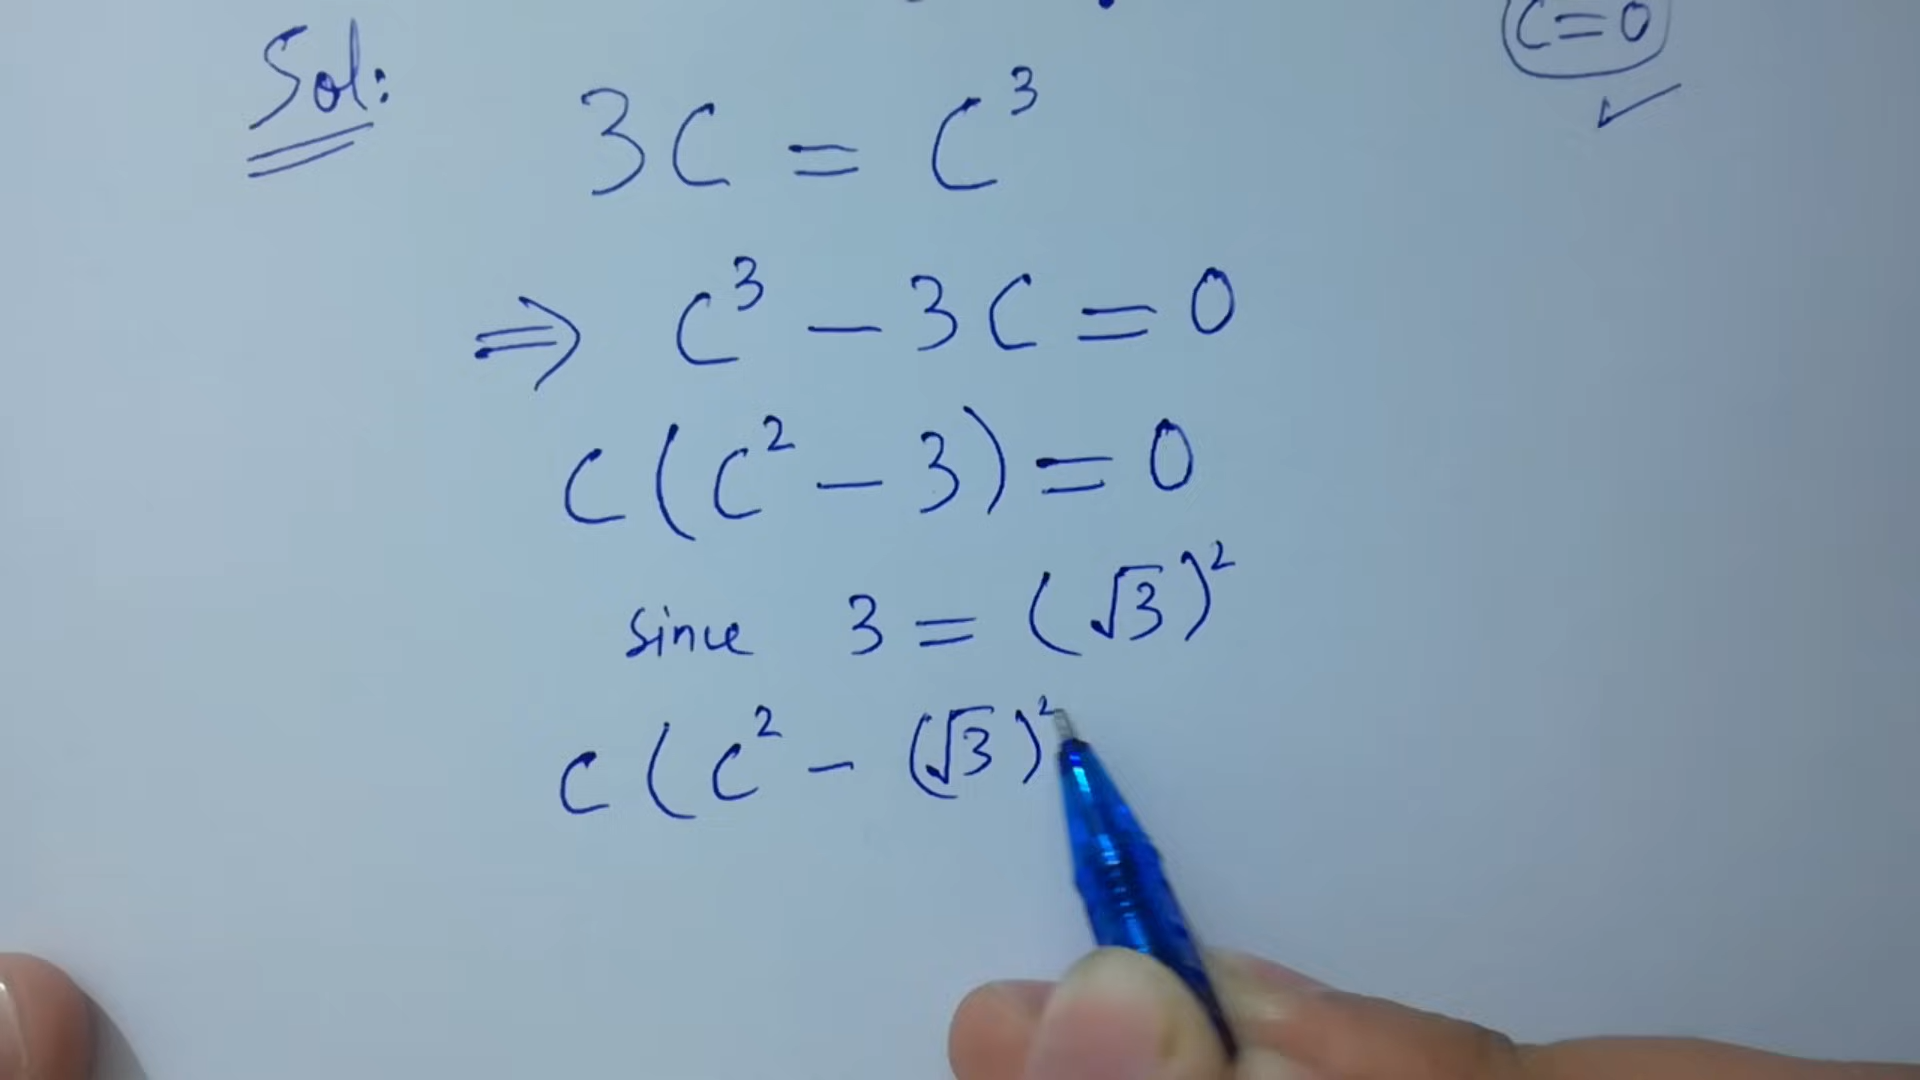 C=0
Sol:
3C = C³
⇒ C³ − 3C = 0
C(C² − 3) = 0
since 3 = (√3)²
C(C² − (√3)²